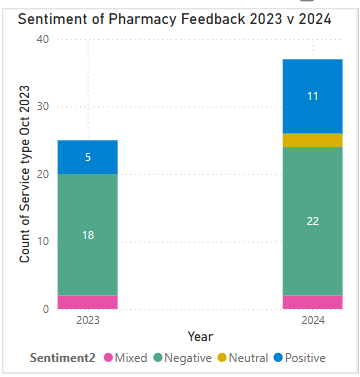 Sentiment of Pharmacy Feedback 2023 v 2024
40
30
20
10
0
Count of Service type Oct 2023
5
18
11
22
2023
2024
Year
Sentiment2 Mixed Negative Neutral Positive